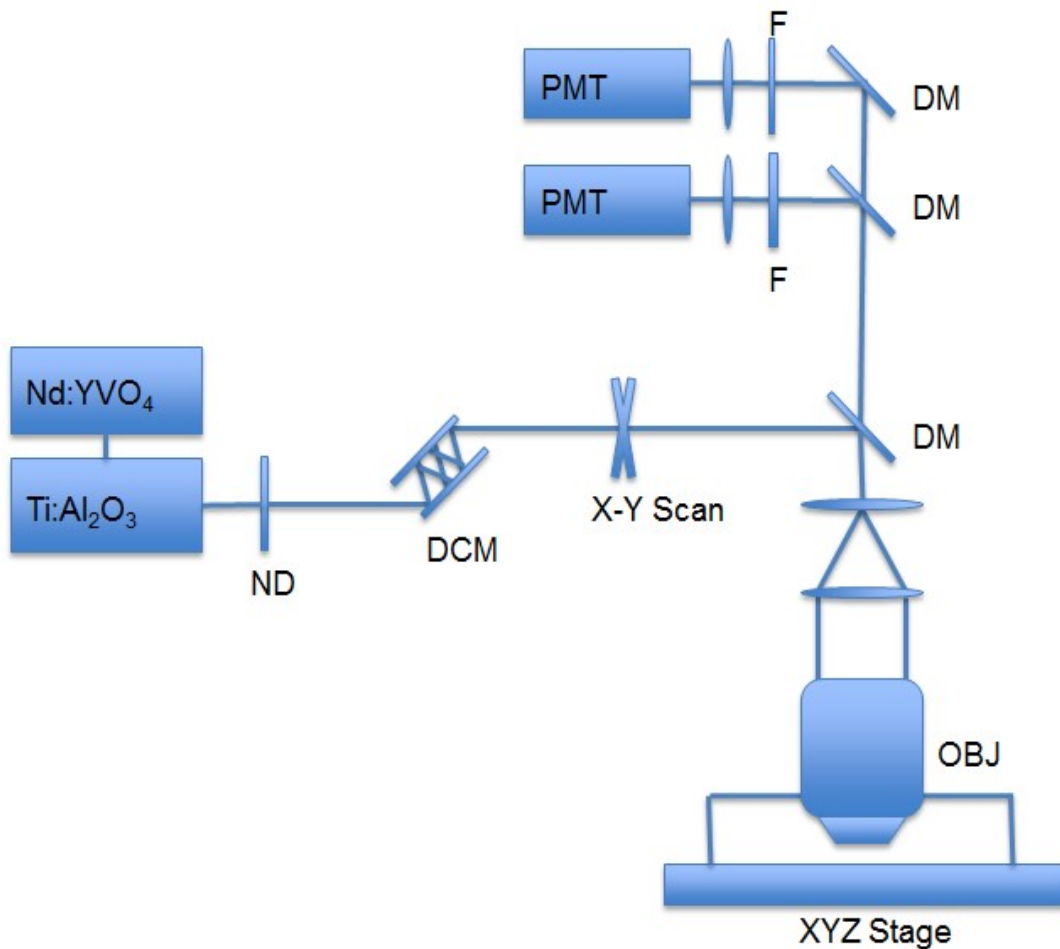 F
PMT
DM
PMT
DM
F
Nd:YVO₄
DM
Ti:Al₂O₃
X-Y Scan
DCM
ND
OBJ
XYZ Stage